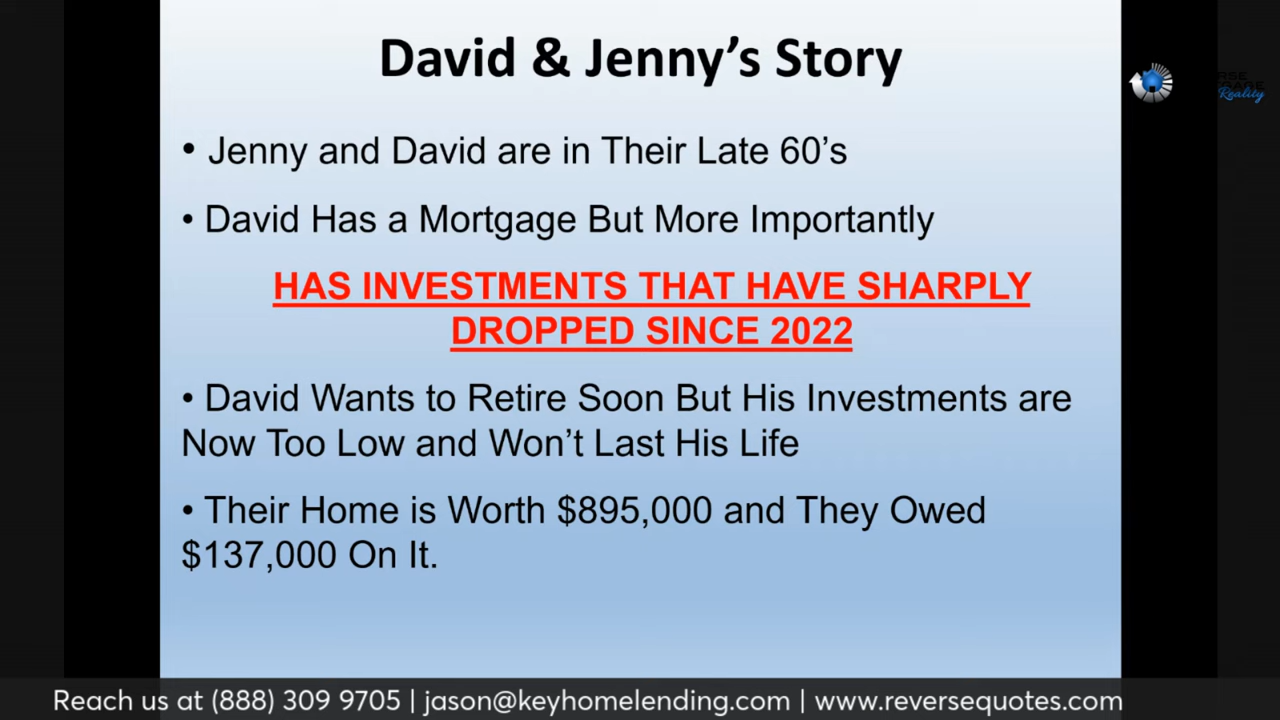 David & Jenny’s Story
• Jenny and David are in Their Late 60’s
• David Has a Mortgage But More Importantly
HAS INVESTMENTS THAT HAVE SHARPLY
DROPPED SINCE 2022
• David Wants to Retire Soon But His Investments are
Now Too Low and Won’t Last His Life
• Their Home is Worth $895,000 and They Owed
$137,000 On It.
Reality
Reach us at (888) 309 9705 | jason@keyhomelending.com | www.reversequotes.com